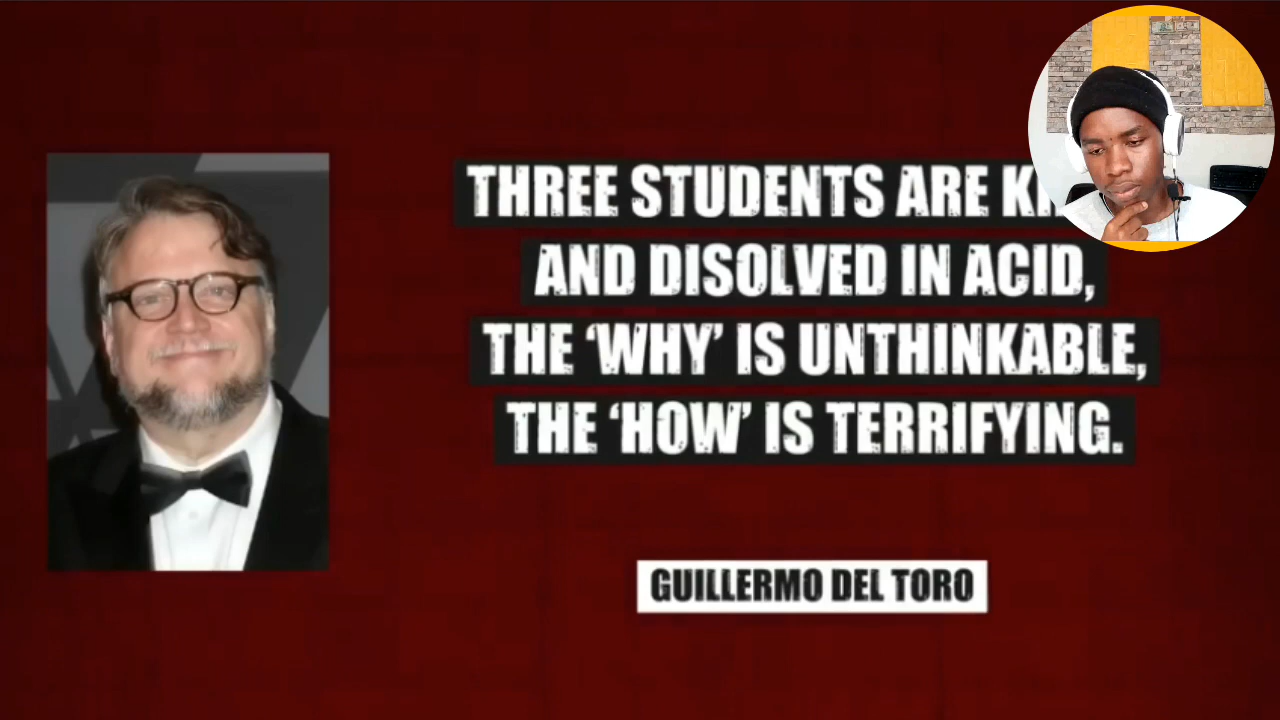 THREE STUDENTS ARE
AND DISOLVED IN ACID,
THE ‘WHY’ IS UNTHINKABLE,
THE ‘HOW’ IS TERRIFYING.
GUILLERMO DEL TORO